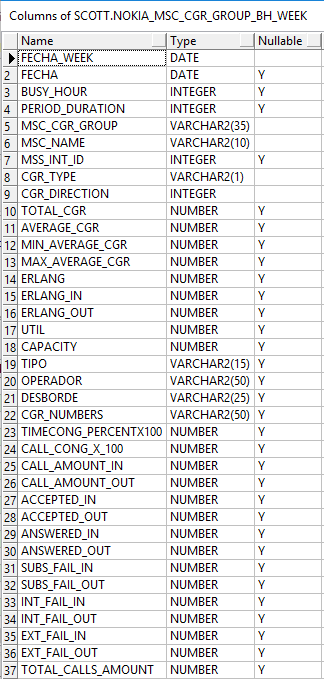 Columns of SCOTT.NOKIA_MSC_CGR_GROUP_BH_WEEK
Name Type Nullable
1 FECHA_WEEK DATE
2 FECHA DATE Y
3 BUSY_HOUR INTEGER Y
4 PERIOD_DURATION INTEGER Y
5 MSC_CGR_GROUP VARCHAR2(35)
6 MSC_NAME VARCHAR2(10)
7 MSS_INT_ID INTEGER Y
8 CGR_TYPE VARCHAR2(1)
9 CGR_DIRECTION INTEGER
10 TOTAL_CGR NUMBER Y
11 AVERAGE_CGR NUMBER Y
12 MIN_AVERAGE_CGR NUMBER Y
13 MAX_AVERAGE_CGR NUMBER Y
14 ERLANG NUMBER Y
15 ERLANG_IN NUMBER Y
16 ERLANG_OUT NUMBER Y
17 UTIL NUMBER Y
18 CAPACITY NUMBER Y
19 TIPO VARCHAR2(15) Y
20 OPERADOR VARCHAR2(50) Y
21 DESBORDE VARCHAR2(25) Y
22 CGR_NUMBERS VARCHAR2(50) Y
23 TIMECONG_PERCENTX100 NUMBER Y
24 CALL_CONG_X_100 NUMBER Y
25 CALL_AMOUNT_IN NUMBER Y
26 CALL_AMOUNT_OUT NUMBER Y
27 ACCEPTED_IN NUMBER Y
28 ACCEPTED_OUT NUMBER Y
29 ANSWERED_IN NUMBER Y
30 ANSWERED_OUT NUMBER Y
31 SUBS_FAIL_IN NUMBER Y
32 SUBS_FAIL_OUT NUMBER Y
33 INT_FAIL_IN NUMBER Y
34 INT_FAIL_OUT NUMBER Y
35 EXT_FAIL_IN NUMBER Y
36 EXT_FAIL_OUT NUMBER Y
37 TOTAL_CALLS_AMOUNT NUMBER Y